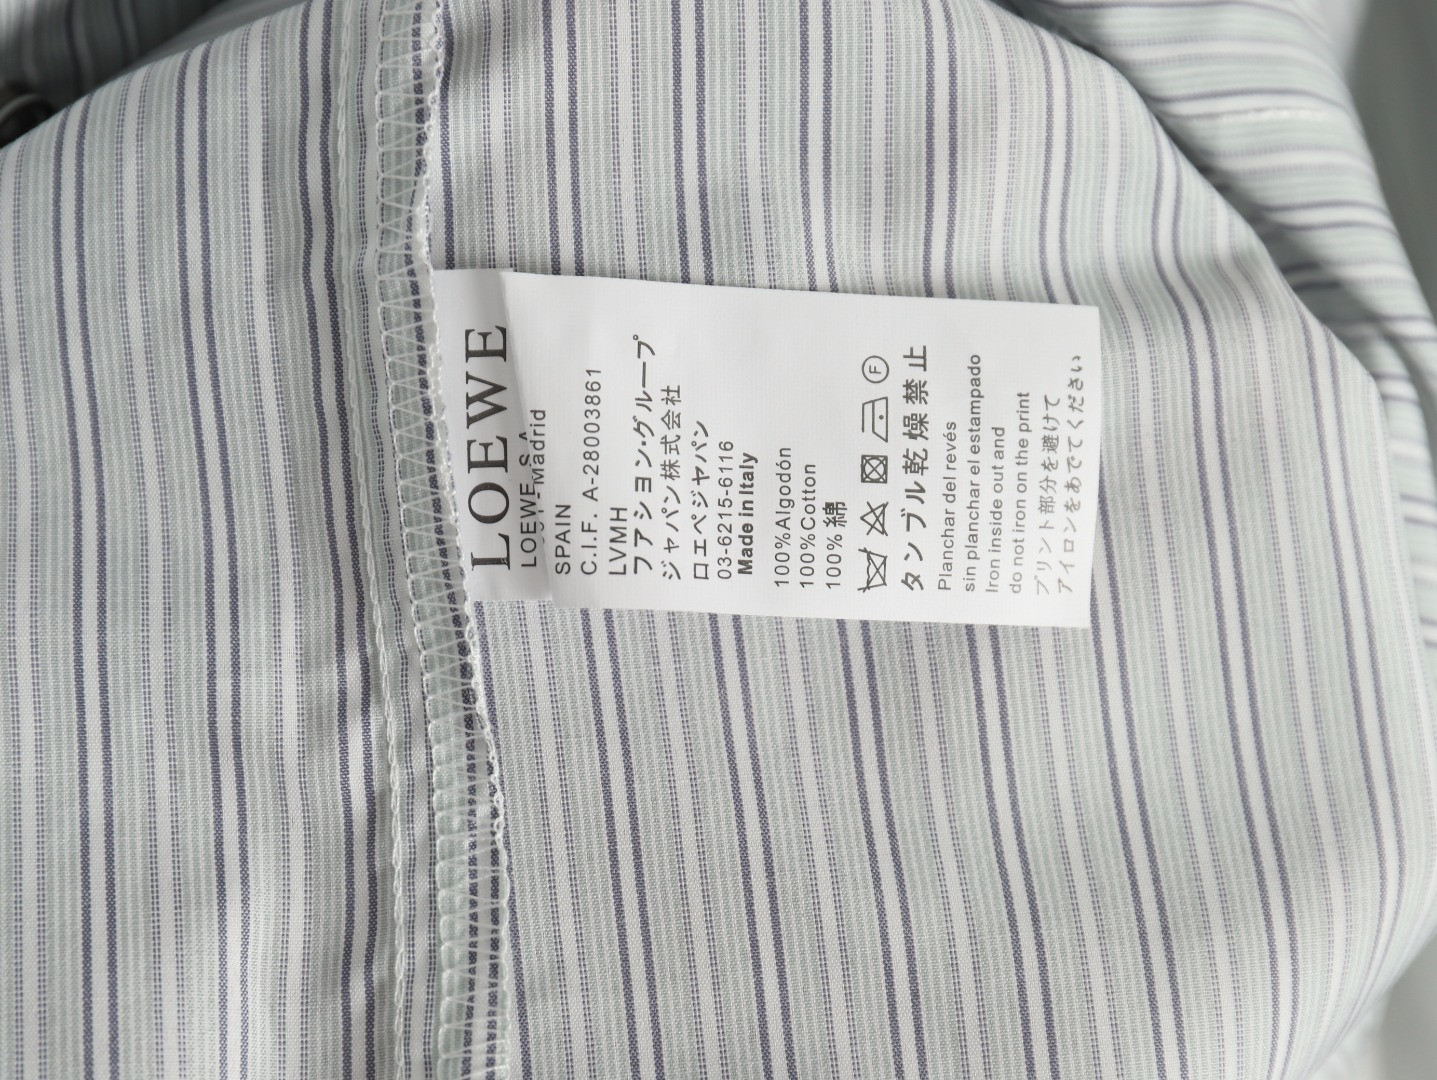 LOEWE
LOEWE S.A
Madrid
SPAIN
C.I.F. A-28003861
LVMH
フアション・グループ
ジャパン株式会社
ロエベジャパン
03-6215-6116
Made in Italy
100%Algodón
100%Cotton
100%綿
F
タンブル乾燥禁止
Planchar del revés
sin planchar el estampado
Iron inside out and
do not iron on the print
プリント部分を避けて
アイロンをあててください